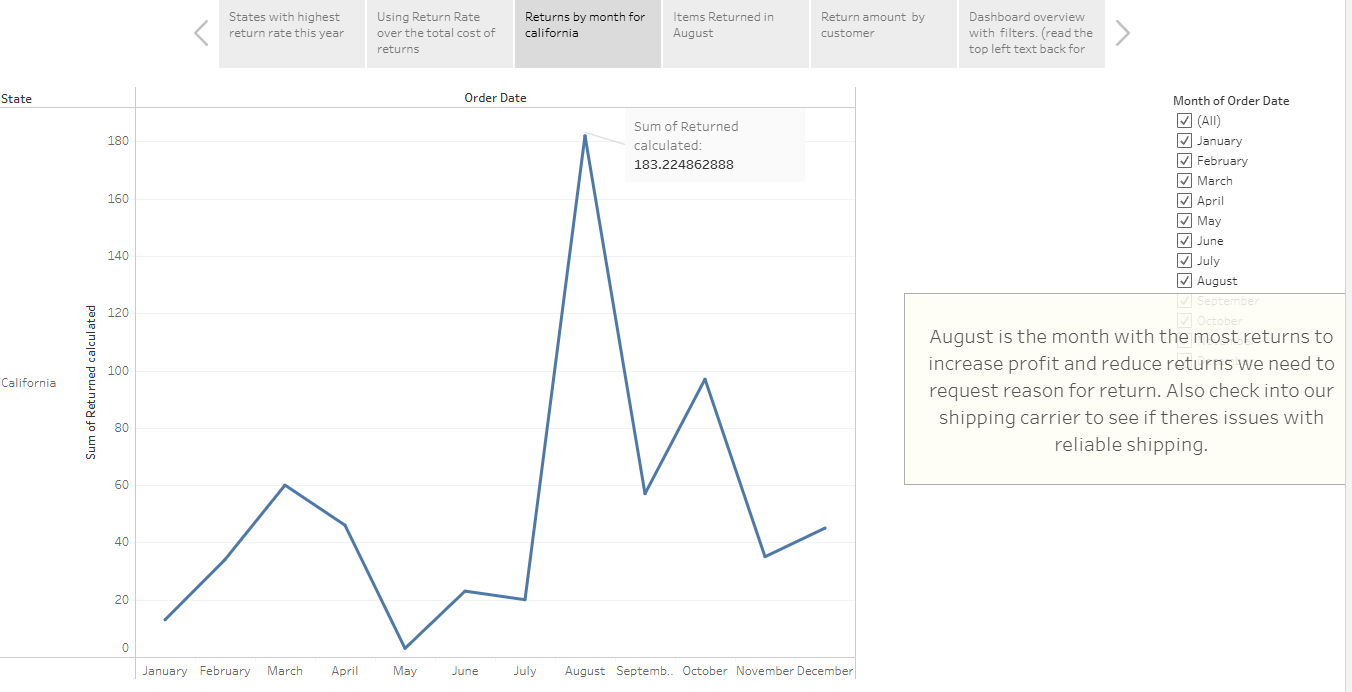 States with highest
return rate this year
Using Return Rate
over the total cost of
returns
Returns by month for
california
Items Returned in
August
Return amount by
customer
Dashboard overview
with filters. (read the
top left text back for
State
Order Date
Sum of Returned
calculated:
183.224862888
Sum of Returned calculated
180
160
140
120
100
80
60
40
20
0
California
January
February
March
April
May
June
July
August
Septemb..
October
November
December
Month of Order Date
(All)
January
February
March
April
May
June
July
August
September
October
August is the month with the most returns to
increase profit and reduce returns we need to
request reason for return. Also check into our
shipping carrier to see if theres issues with
reliable shipping.